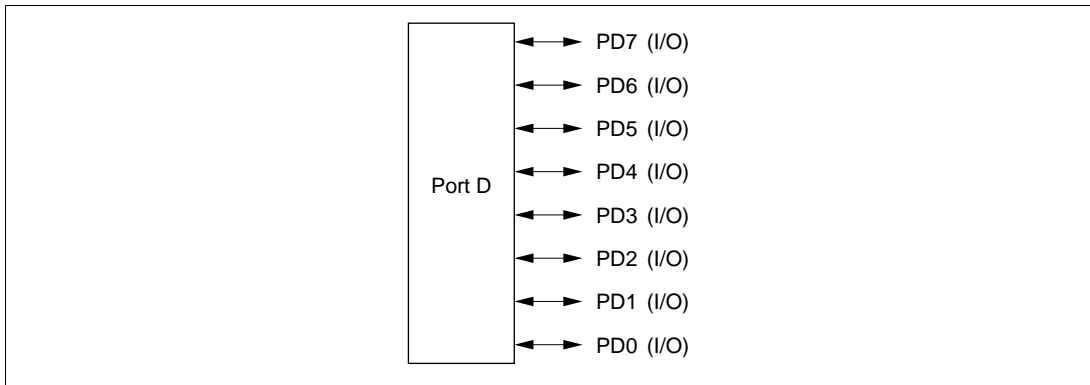 PD7 (I/O)
PD6 (I/O)
PD5 (I/O)
PD4 (I/O)
Port D
PD3 (I/O)
PD2 (I/O)
PD1 (I/O)
PD0 (I/O)